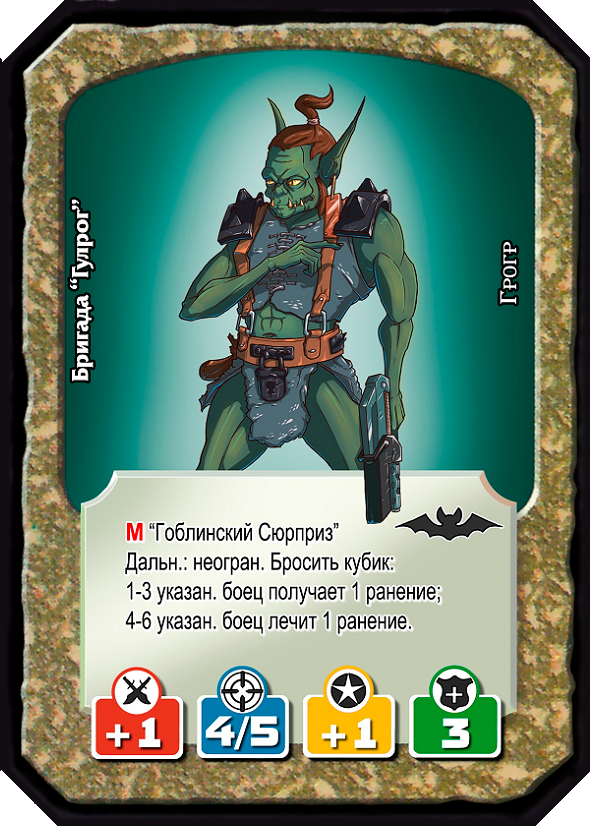 Бригада “Гулрог”
Грогр
М “Гоблинский Сюрприз”
Дальн.: неогран. Бросить кубик:
1-3 указан. боец получает 1 ранение;
4-6 указан. боец лечит 1 ранение.
+1 4/5 +1 3